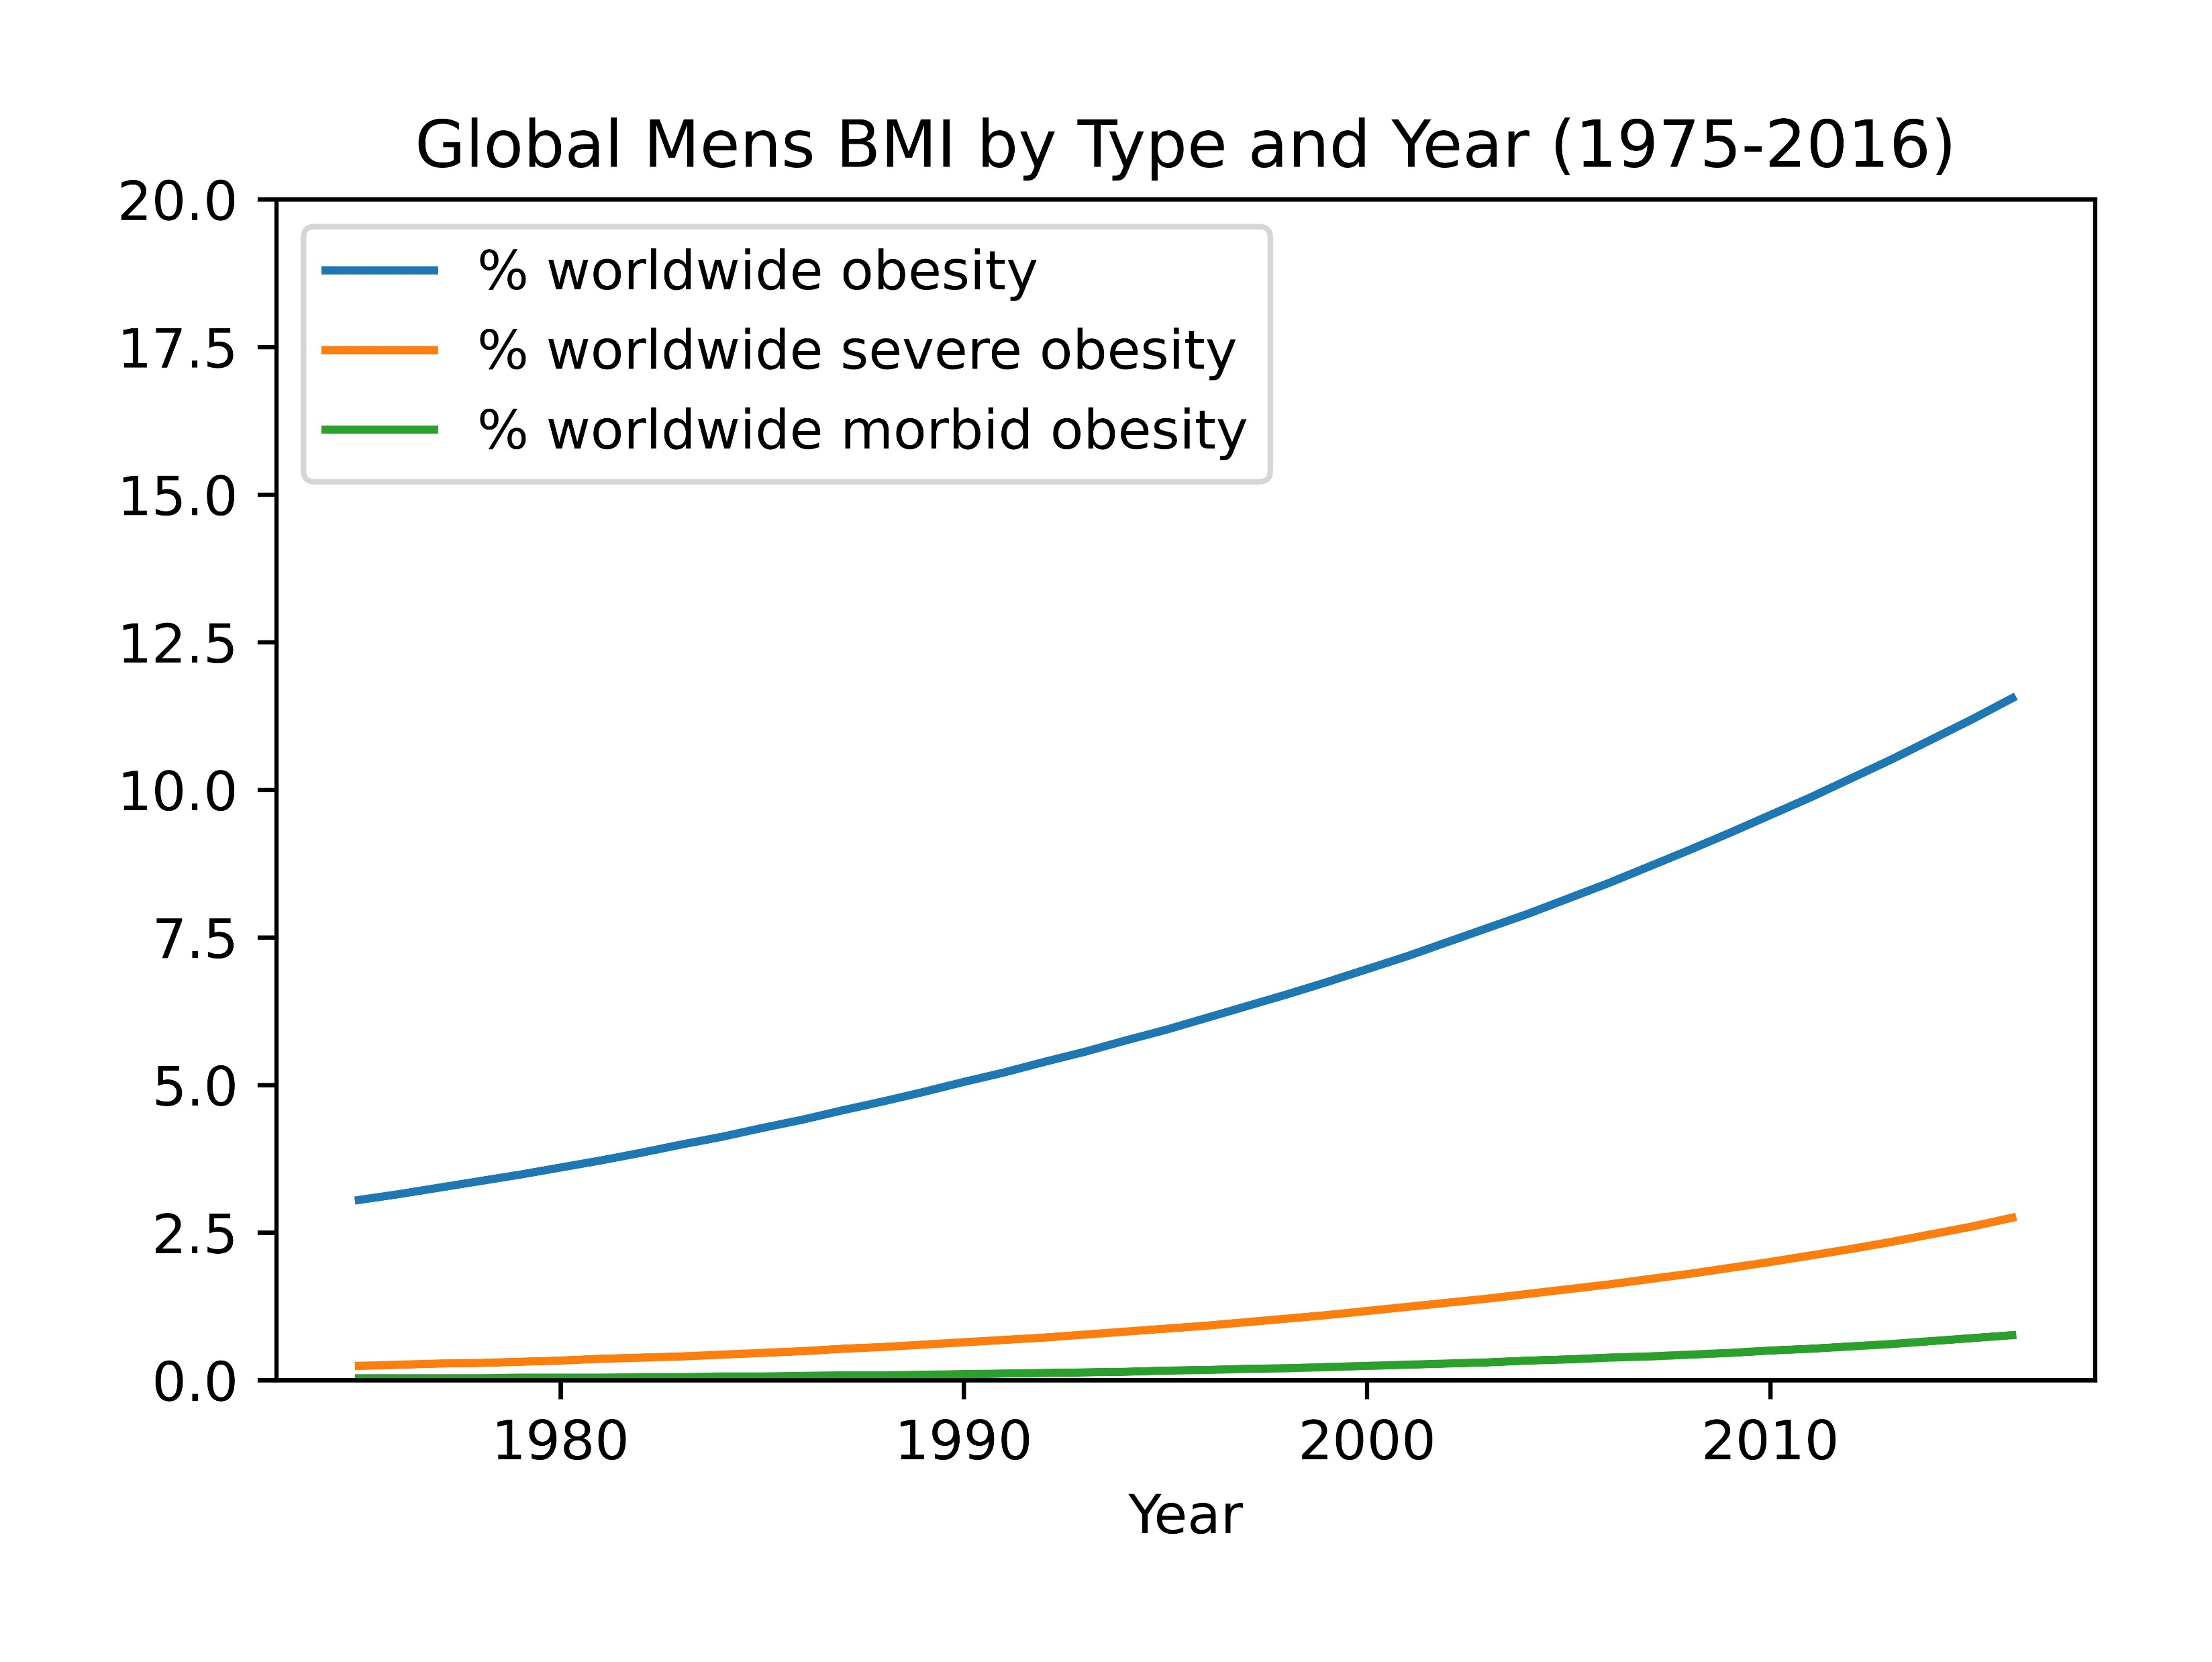 Global Mens BMI by Type and Year (1975-2016)
20.0
17.5
15.0
12.5
10.0
7.5
5.0
2.5
0.0
% worldwide obesity
% worldwide severe obesity
% worldwide morbid obesity
1980 1990 2000 2010
Year